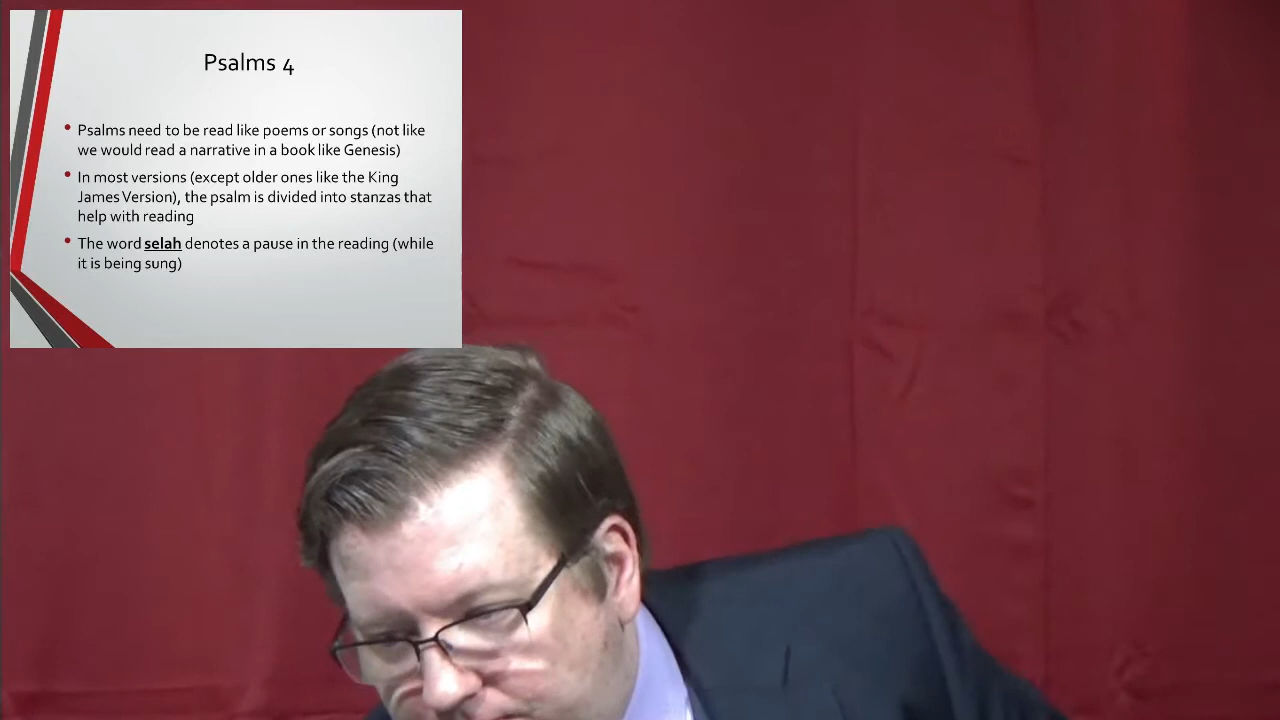 Psalms 4
• Psalms need to be read like poems or songs (not like
we would read a narrative in a book like Genesis)
• In most versions (except older ones like the King
James Version), the psalm is divided into stanzas that
help with reading
• The word selah denotes a pause in the reading (while
it is being sung)